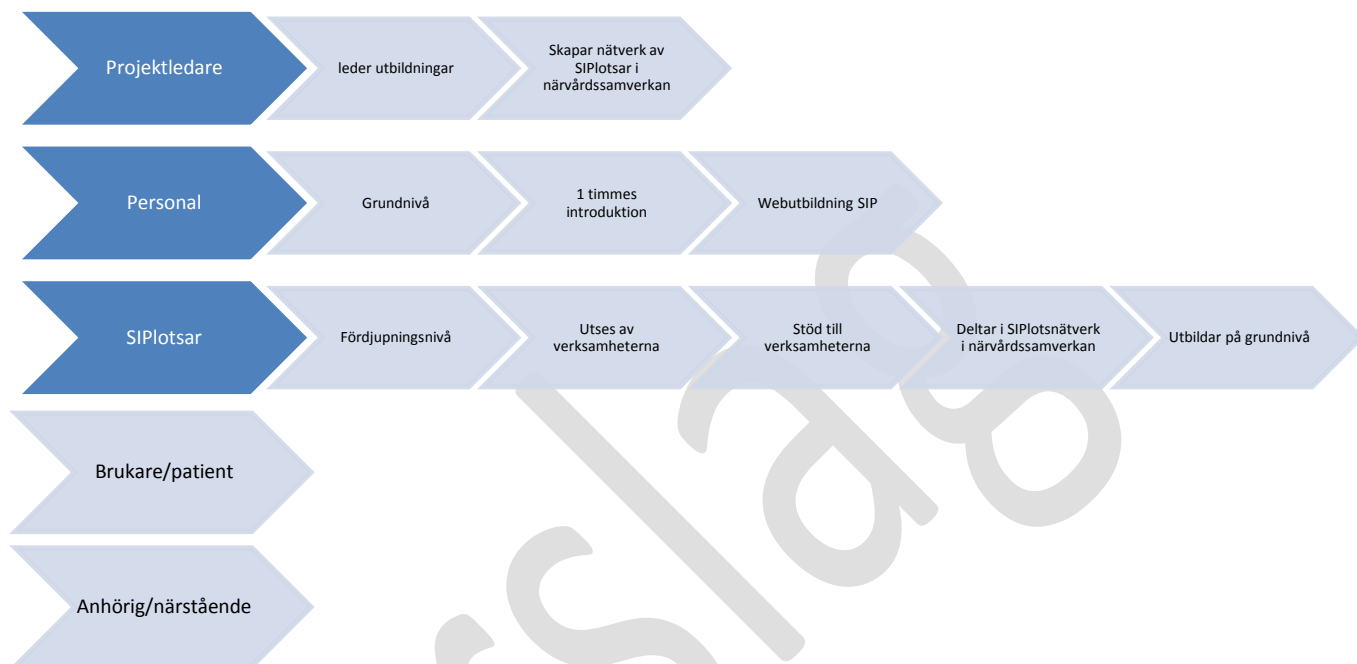 Projektledare
leder utbildningar
Skapar nätverk av
SIPlotsar i
närvårdssamverkan
Personal
Grundnivå
1 timmes
introduktion
Webutbildning SIP
SIPlotsar
Fördjupningsnivå
Utses av
verksamheterna
Stöd till
verksamheterna
Deltar i SIPlotsnätverk
i närvårdssamverkan
Utbildar på grundnivå
Brukare/patient
Anhörig/närstående
slag